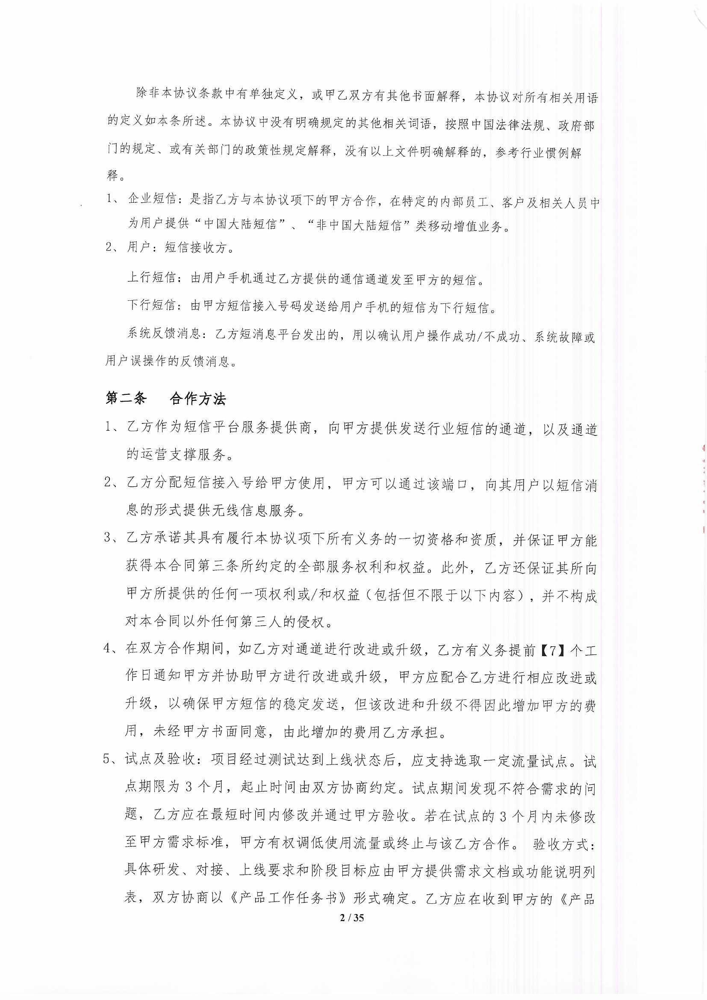 除非本协议条款中有单独定义，或甲乙双方有其他书面解释，本协议对所有相关用语
的定义如本条所述。本协议中没有明确规定的其他相关词语，按照中国法律法规、政府部
门的规定、或有关部门的政策性规定解释，没有以上文件明确解释的，参考行业惯例解
释。
1、 企业短信：是指乙方与本协议项下的甲方合作，在特定的内部员工、客户及相关人员中
为用户提供“中国大陆短信”、“非中国大陆短信”类移动增值业务。
2、 用户：短信接收方。
上行短信：由用户手机通过乙方提供的通信通道发至甲方的短信。
下行短信：由甲方短信接入号码发送给用户手机的短信为下行短信。
系统反馈消息：乙方短消息平台发出的，用以确认用户操作成功/不成功、系统故障或
用户误操作的反馈消息。
第二条 合作方法
1、乙方作为短信平台服务提供商，向甲方提供发送行业短信的通道，以及通道
的运营支撑服务。
2、乙方分配短信接入号给甲方使用，甲方可以通过该端口，向其用户以短信消
息的形式提供无线信息服务。
3、乙方承诺其具有履行本协议项下所有义务的一切资格和资质，并保证甲方能
获得本合同第三条所约定的全部服务权利和权益。此外，乙方还保证其所向
甲方所提供的任何一项权利或/和权益（包括但不限于以下内容），并不构成
对本合同以外任何第三人的侵权。
4、在双方合作期间，如乙方对通道进行改进或升级，乙方有义务提前【7】个工
作日通知甲方并协助甲方进行改进或升级，甲方应配合乙方进行相应改进或
升级，以确保甲方短信的稳定发送，但该改进和升级不得因此增加甲方的费
用，未经甲方书面同意，由此增加的费用乙方承担。
5、试点及验收：项目经过测试达到上线状态后，应支持选取一定流量试点。试
点期限为 3 个月，起止时间由双方协商约定。试点期间发现不符合需求的问
题，乙方应在最短时间内修改并通过甲方验收。若在试点的 3 个月内未修改
至甲方需求标准，甲方有权调低使用流量或终止与该乙方合作。 验收方式：
具体研发、对接、上线要求和阶段目标应由甲方提供需求文档或功能说明列
表，双方协商以《产品工作任务书》形式确定。乙方应在收到甲方的《产品
2 / 35